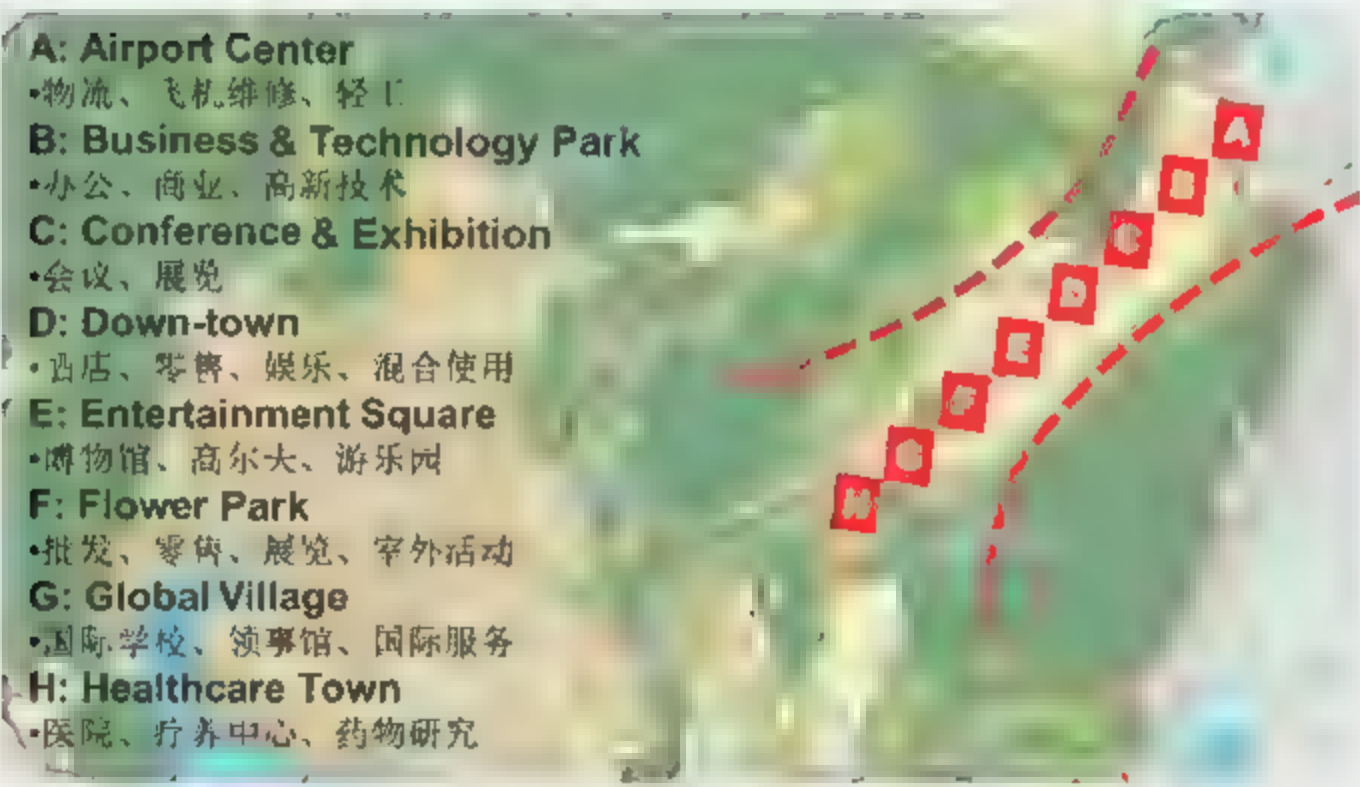 A: Airport Center
•物流、飞机维修、轻工
B: Business & Technology Park
•办公、商业、高新技术
C: Conference & Exhibition
•会议、展览
D: Down-town
•酒店、零售、娱乐、混合使用
E: Entertainment Square
•博物馆、高尔夫、游乐园
F: Flower Park
•批发、零售、展览、室外活动
G: Global Village
•国际学校、领事馆、国际服务
H: Healthcare Town
•医院、疗养中心、药物研究
A
C
D
H